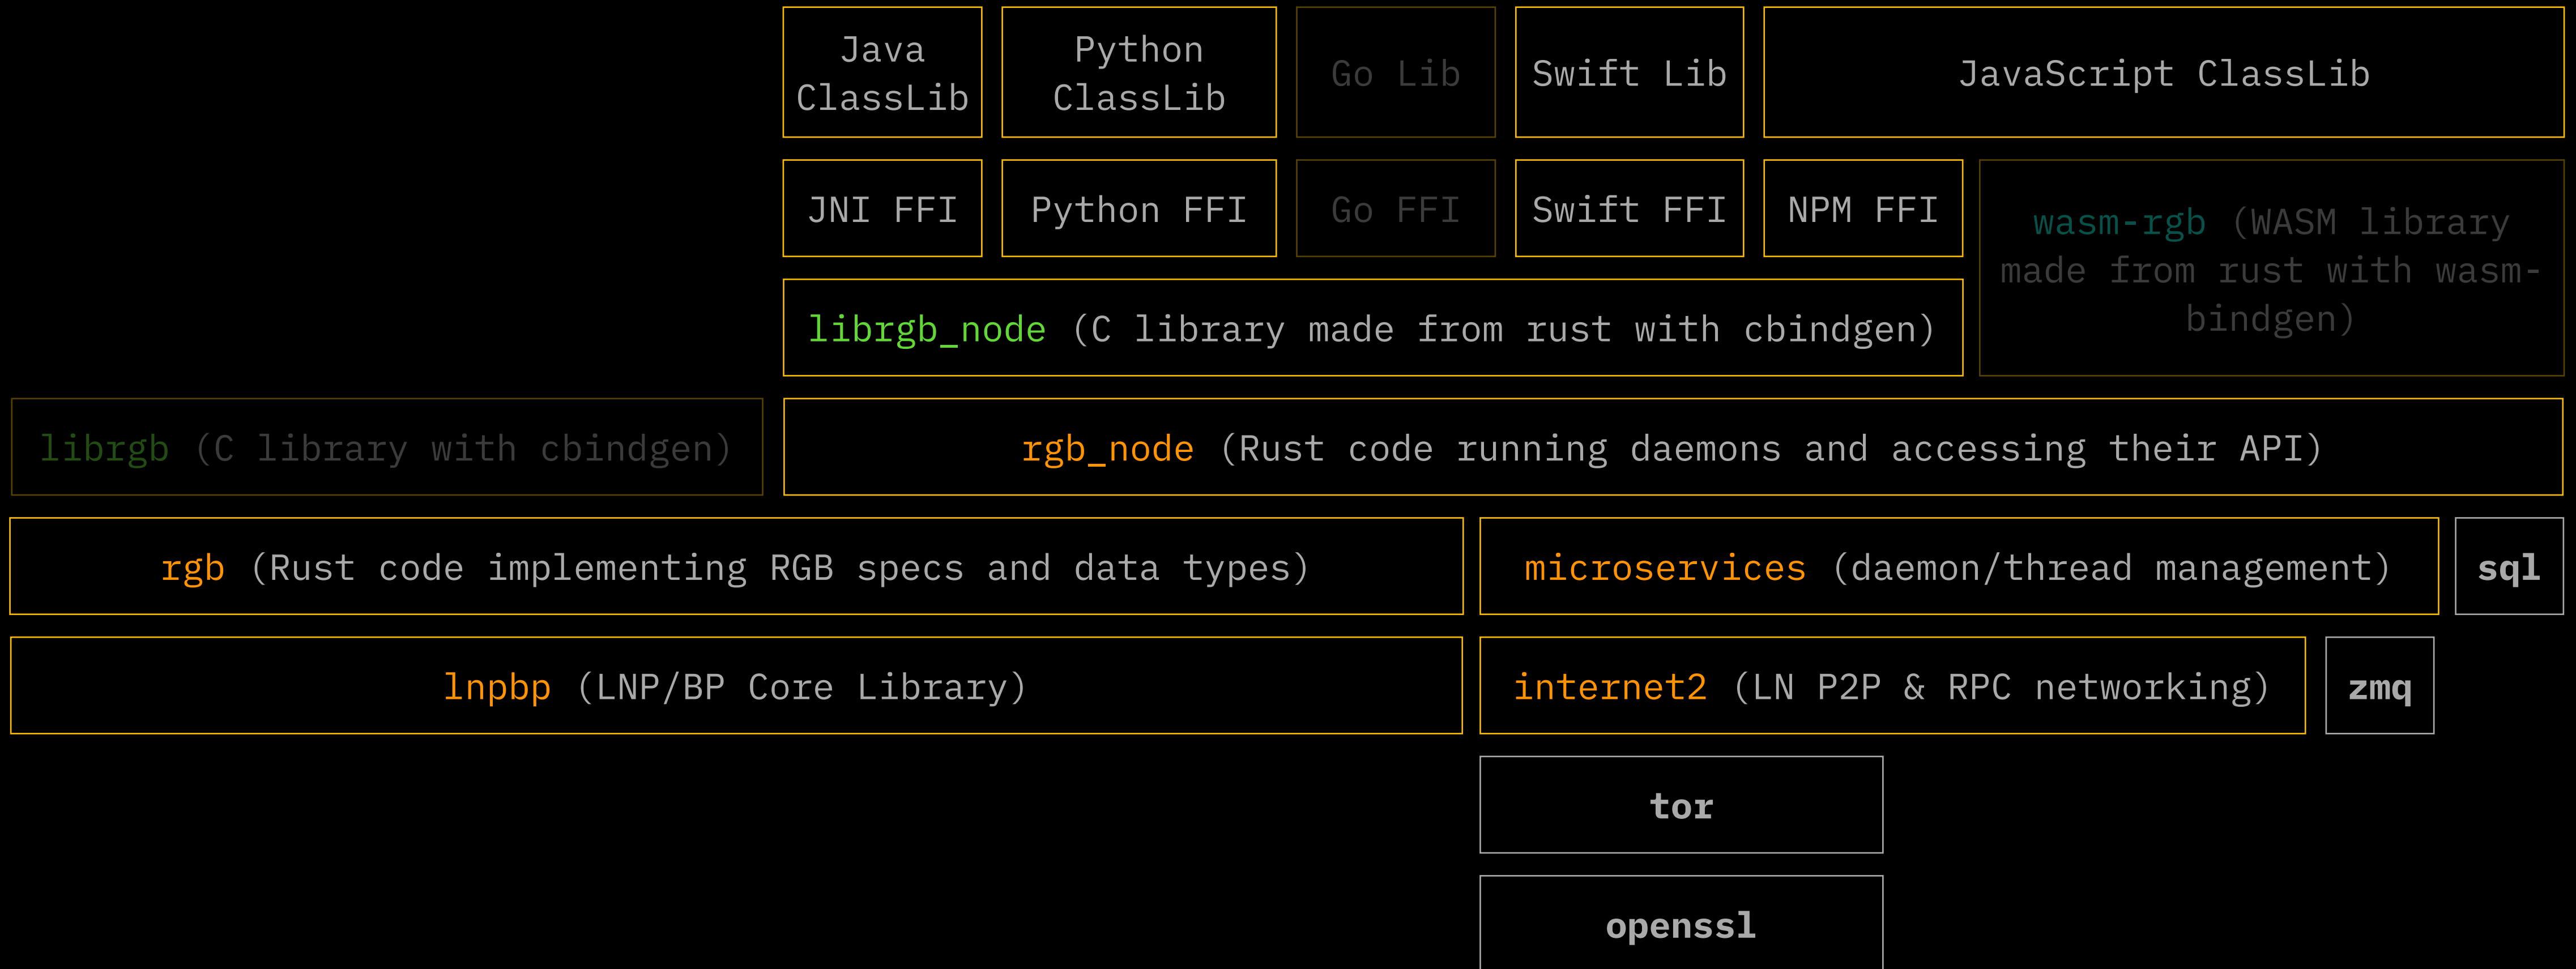 Java
ClassLib
Python
ClassLib
Go Lib
Swift Lib
JavaScript ClassLib
JNI FFI
Python FFI
Go FFI
Swift FFI
NPM FFI
wasm-rgb (WASM library
made from rust with wasm-
bindgen)
librgb_node (C library made from rust with cbindgen)
librgb (C library with cbindgen)
rgb_node (Rust code running daemons and accessing their API)
rgb (Rust code implementing RGB specs and data types)
microservices (daemon/thread management)
sql
lnpbp (LNP/BP Core Library)
internet2 (LN P2P & RPC networking)
zmq
tor
openssl